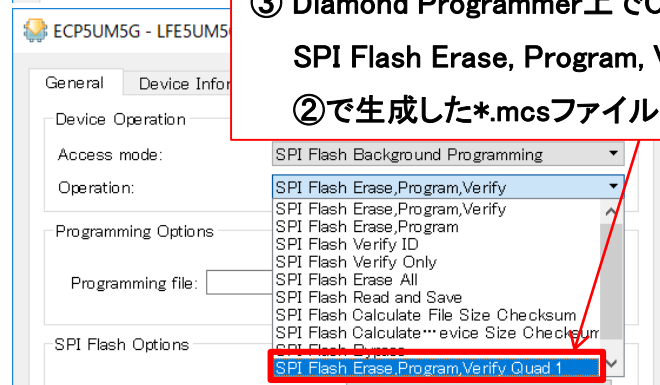 ③ Diamond Programmer上で
SPI Flash Erase, Program,
②で生成した*.mcsファイル
ECP5UM5G - LFE5UM5
General
Device Infor
Device Operation
Access mode:
SPI Flash Background Programming
Operation:
SPI Flash Erase,Program,Verify
SPI Flash Erase,Program,Verify
SPI Flash Erase,Program
SPI Flash Verify ID
SPI Flash Verify Only
SPI Flash Erase All
SPI Flash Read and Save
SPI Flash Calculate File Size Checksum
SPI Flash Calculate…evice Size Checksum
SPI Flash Bypass
SPI Flash Erase,Program,Verify Quad 1
Programming Options
Programming file:
SPI Flash Options